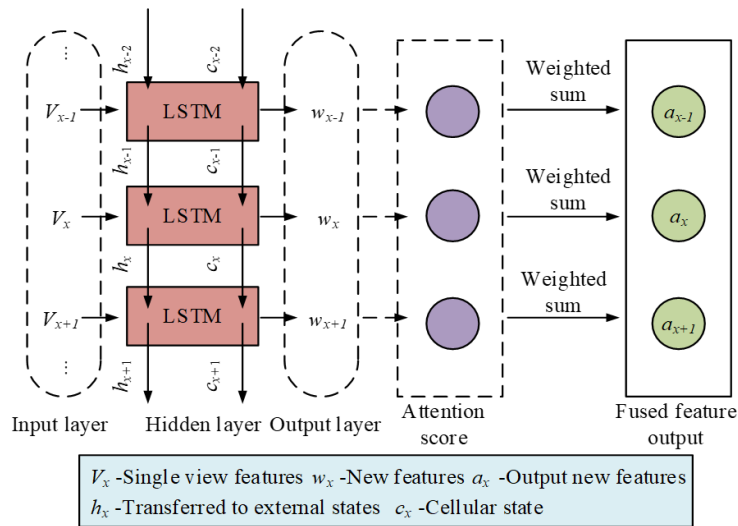 ⋮
h_{x-2}
c_{x-2}
V_{x-1}
LSTM
w_{x-1}
Weighted
sum
a_{x-1}
h_{x-1}
c_{x-1}
V_x
LSTM
w_x
Weighted
sum
a_x
h_x
c_x
V_{x+1}
LSTM
w_{x+1}
Weighted
sum
a_{x+1}
⋮
h_{x+1}
c_{x+1}
Input layer
Hidden layer
Output layer
Attention
score
Fused feature
output
V_x -Single view features w_x -New features a_x -Output new features
h_x -Transferred to external states c_x -Cellular state